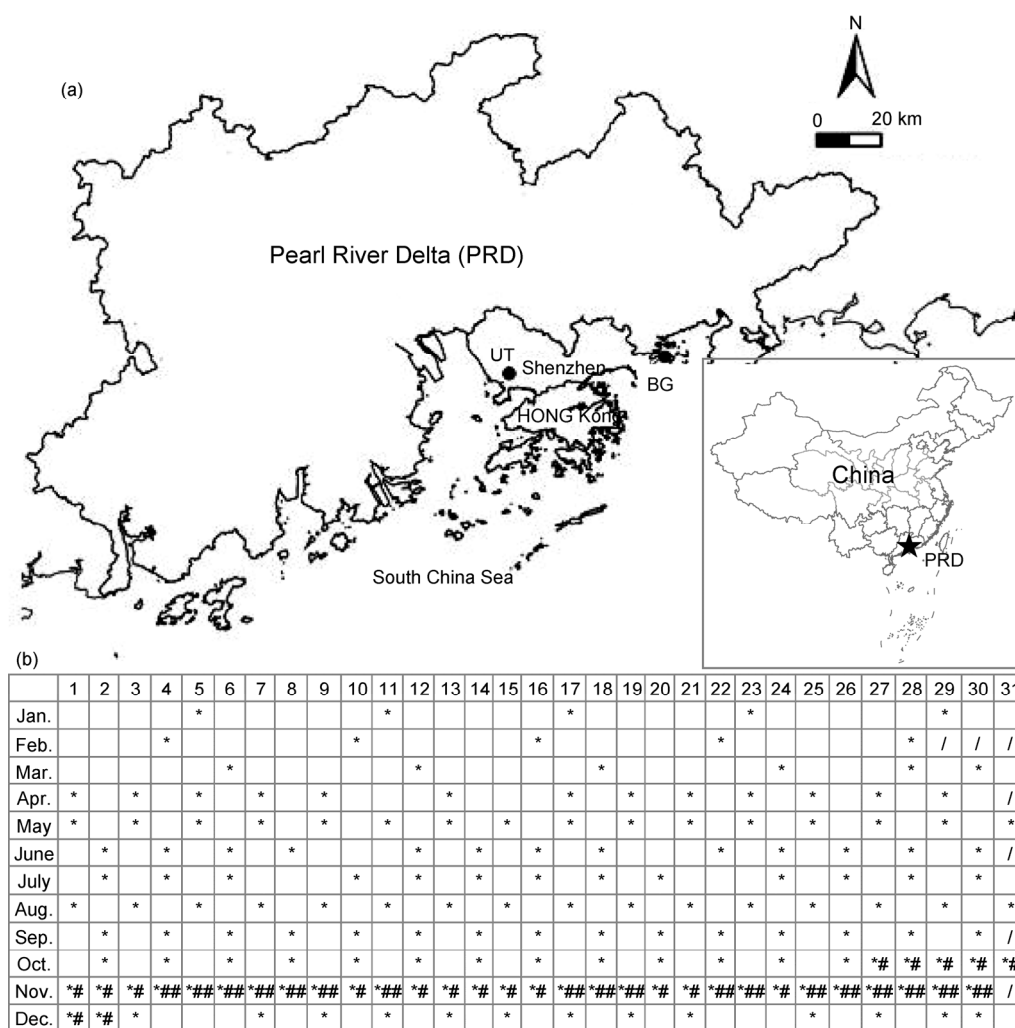 N
(a)
0 20 km
Pearl River Delta (PRD)
UT
Shenzhen
BG
HONG Kong
China
PRD
South China Sea
(b)
1 2 3 4 5 6 7 8 9 10 11 12 13 14 15 16 17 18 19 20 21 22 23 24 25 26 27 28 29 30 31
Jan. * * * * *
Feb. * * * * * / / /
Mar. * * * * * *
Apr. * * * * * * * * * * * * * /
May * * * * * * * * * * * * * * * *
June * * * * * * * * * * * * * /
July * * * * * * * * * * * * *
Aug. * * * * * * * * * * * * * * * *
Sep. * * * * * * * * * * * * * * * /
Oct. * * * * * * * * * * * * * *# *# *# *# *#
Nov. *# *# *# *## *## *## *## *## *## *# *## *# *# *# *# *# *## *## *## *# *# *## *## *# *## *## *## *## *## *## /
Dec. *# *# * * * * * * * * * * * * *